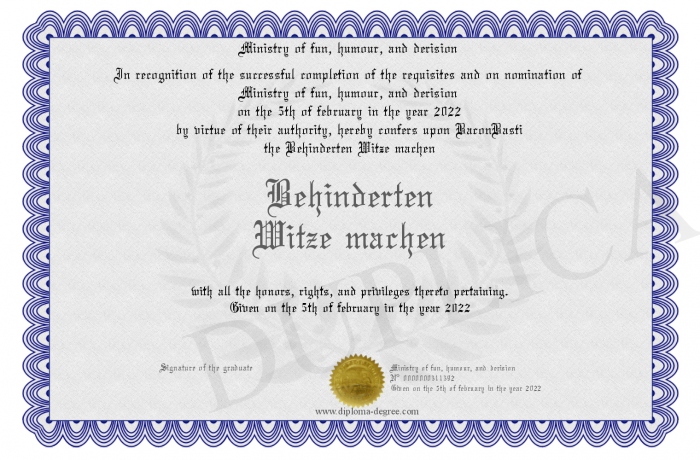 Ministry of fun, humour, and derision
In recognition of the successful completion of the requisites and on nomination of
Ministry of fun, humour, and derision
on the 5th of february in the year 2022
by virtue of their authority, hereby confers upon BaconBasti
the Behinderten Witze machen
Behinderten
Witze machen
with all the honors, rights, and privileges thereto pertaining.
Given on the 5th of february in the year 2022
Signature of the graduate
Ministry of fun, humour, and derision
Given on the 5th of february in the year 2022
www.diploma-degree.com
DUPLICA